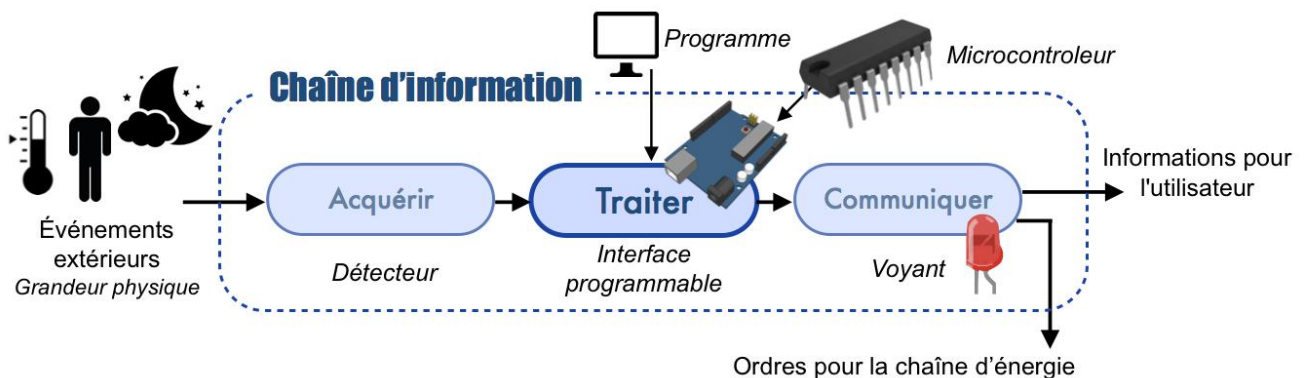 Programme
Microcontroleur
Chaîne d'information
Acquérir
Traiter
Communiquer
Informations pour
l'utilisateur
Événements
extérieurs
Grandeur physique
Détecteur
Interface
programmable
Voyant
Ordres pour la chaîne d'énergie